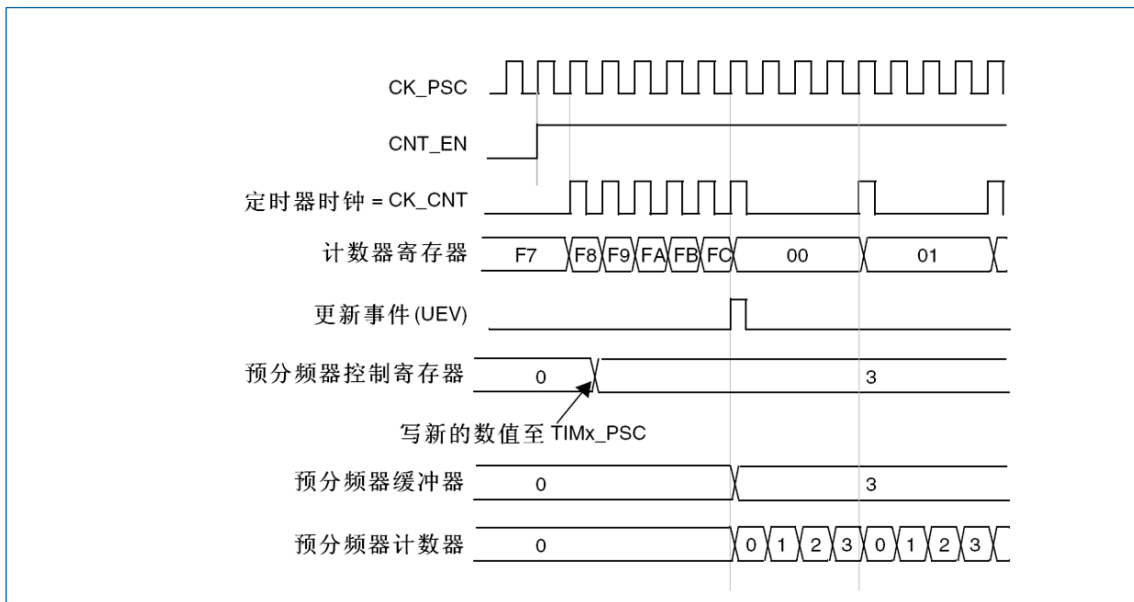 CK_PSC
CNT_EN
定时器时钟 = CK_CNT
计数器寄存器 F7 F8 F9 FA FB FC 00 01
更新事件(UEV)
预分频器控制寄存器 0 3
写新的数值至 TIMx_PSC
预分频器缓冲器 0 3
预分频器计数器 0 0 1 2 3 0 1 2 3